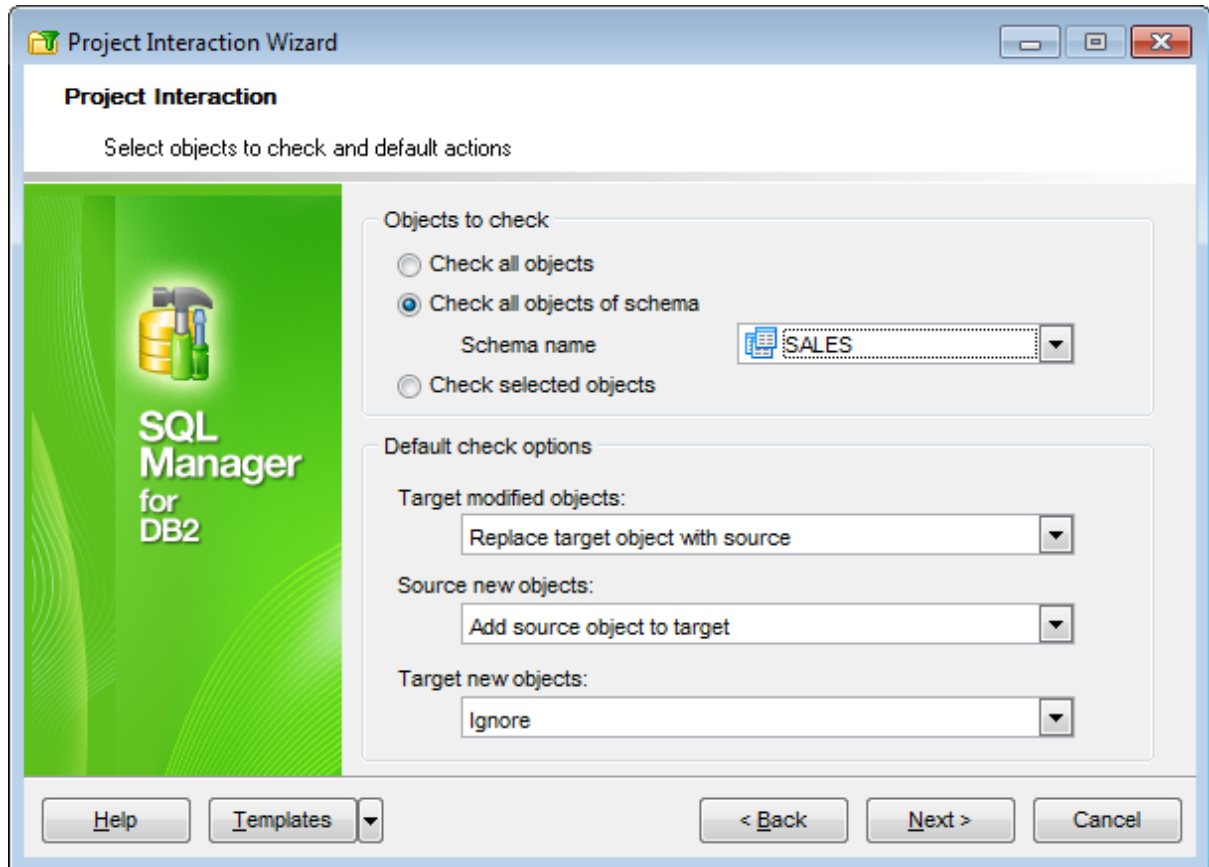 Project Interaction Wizard
Project Interaction
Select objects to check and default actions
Objects to check
Check all objects
Check all objects of schema
Schema name
SALES
Check selected objects
SQL
Manager
for
DB2
Default check options
Target modified objects:
Replace target object with source
Source new objects:
Add source object to target
Target new objects:
Ignore
Help
Templates
< Back
Next >
Cancel